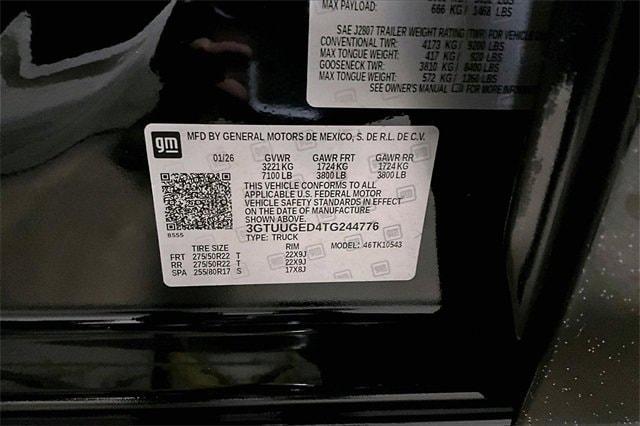 MAX PAYLOAD: 666 KG / 1468 LBS
SAE J2807 TRAILER WEIGHT RATING (TWR) FOR VEHICLE
CONVENTIONAL TWR: 4173 KG / 9200 LBS
MAX TONGUE WEIGHT: 417 KG / 920 LBS
GOOSENECK TWR: 3810 KG / 8400 LBS
MAX TONGUE WEIGHT: 572 KG / 1260 LBS
SEE OWNER'S MANUAL FOR MORE INFORMATION
gm MFD BY GENERAL MOTORS DE MEXICO, S. DE R.L. DE C.V.
01/26 GVWR GAWR FRT GAWR RR
3221 KG 1724 KG 1724 KG
7100 LB 3800 LB 3800 LB
THIS VEHICLE CONFORMS TO ALL
APPLICABLE U.S. FEDERAL MOTOR
VEHICLE SAFETY STANDARDS IN EFFECT
ON THE DATE OF MANUFACTURE
SHOWN ABOVE.
3GTUUGED4TG244776
8555 TYPE: TRUCK MODEL: 46TK10543
TIRE SIZE RIM
FRT 275/50R22 T 22X9J
RR 275/50R22 T 22X9J
SPA 255/80R17 S 17X8J